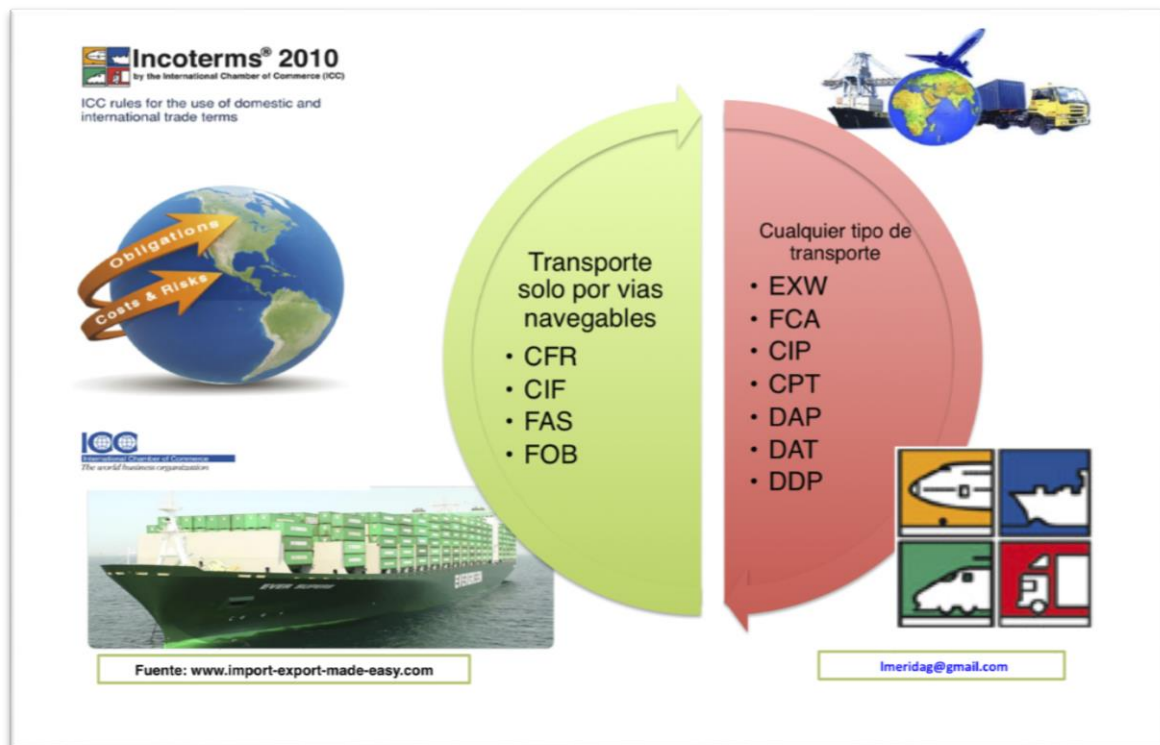 Incoterms® 2010
by the International Chamber of Commerce (ICC)
ICC rules for the use of domestic and
international trade terms
Obligations
Costs & Risks
ICC
International Chamber of Commerce
The world business organization
Transporte
solo por vias
navegables
• CFR
• CIF
• FAS
• FOB
Cualquier tipo de
transporte
• EXW
• FCA
• CIP
• CPT
• DAP
• DAT
• DDP
Fuente: www.import-export-made-easy.com
lmeridag@gmail.com